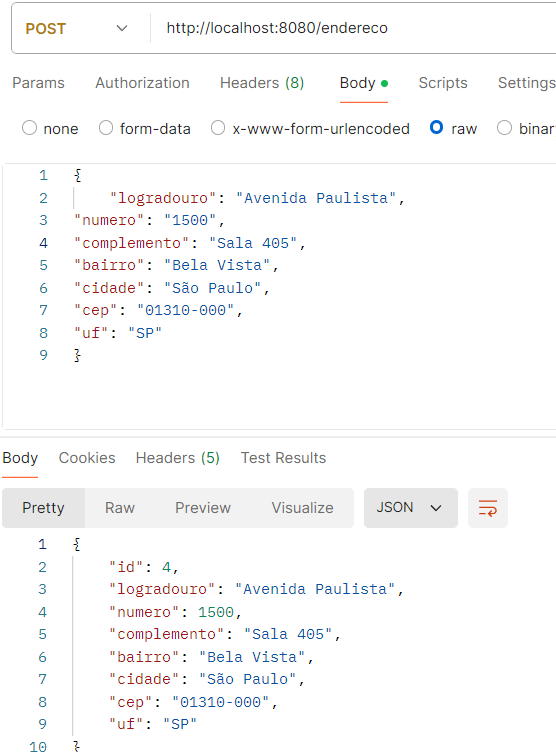 POST http://localhost:8080/endereco
Params Authorization Headers (8) Body Scripts Settings
none form-data x-www-form-urlencoded raw binar
1 {
2 "logradouro": "Avenida Paulista",
3 "numero": "1500",
4 "complemento": "Sala 405",
5 "bairro": "Bela Vista",
6 "cidade": "São Paulo",
7 "cep": "01310-000",
8 "uf": "SP"
9 }
Body Cookies Headers (5) Test Results
Pretty Raw Preview Visualize JSON
1 {
2 "id": 4,
3 "logradouro": "Avenida Paulista",
4 "numero": 1500,
5 "complemento": "Sala 405",
6 "bairro": "Bela Vista",
7 "cidade": "São Paulo",
8 "cep": "01310-000",
9 "uf": "SP"
10 }